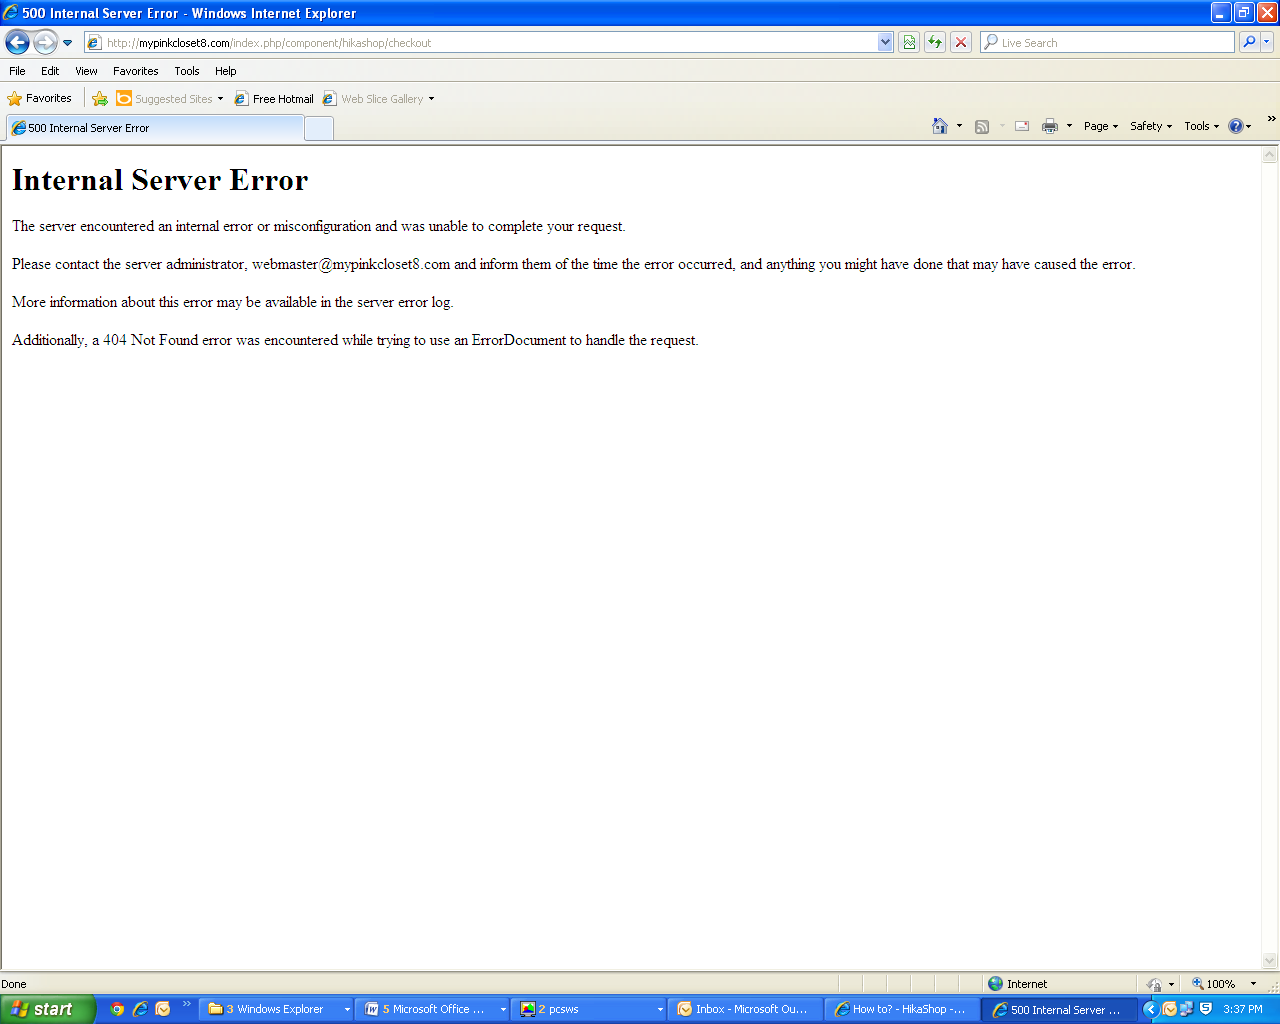 500 Internal Server Error - Windows Internet Explorer
http://mypinkcloset8.com/index.php/component/hikashop/checkout
Live Search
File Edit View Favorites Tools Help
Favorites Suggested Sites Free Hotmail Web Slice Gallery
500 Internal Server Error
Page Safety Tools
Internal Server Error
The server encountered an internal error or misconfiguration and was unable to complete your request.
Please contact the server administrator, webmaster@mypinkcloset8.com and inform them of the time the error occurred, and anything you might have done that may have caused the error.
More information about this error may be available in the server error log.
Additionally, a 404 Not Found error was encountered while trying to use an ErrorDocument to handle the request.
Done Internet 100%
start 3 Windows Explorer 5 Microsoft Office ... 2 pcsws Inbox - Microsoft Ou... How to? - HikaShop -... 500 Internal Server ... 3:37 PM